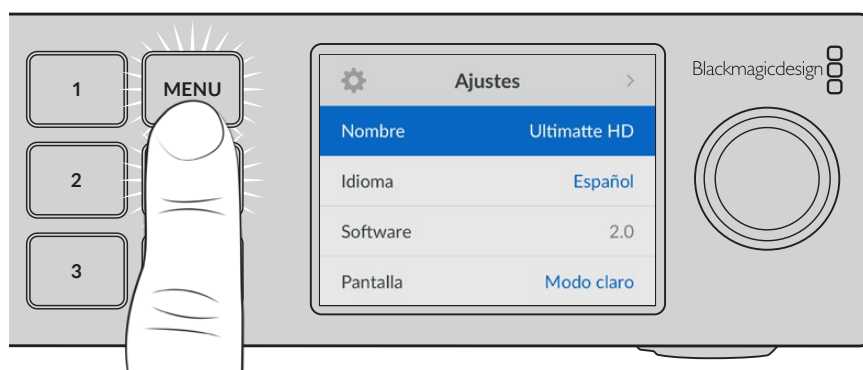 1
MENU
2
3
Ajustes
Nombre Ultimatte HD
Idioma Español
Software 2.0
Pantalla Modo claro
Blackmagicdesign